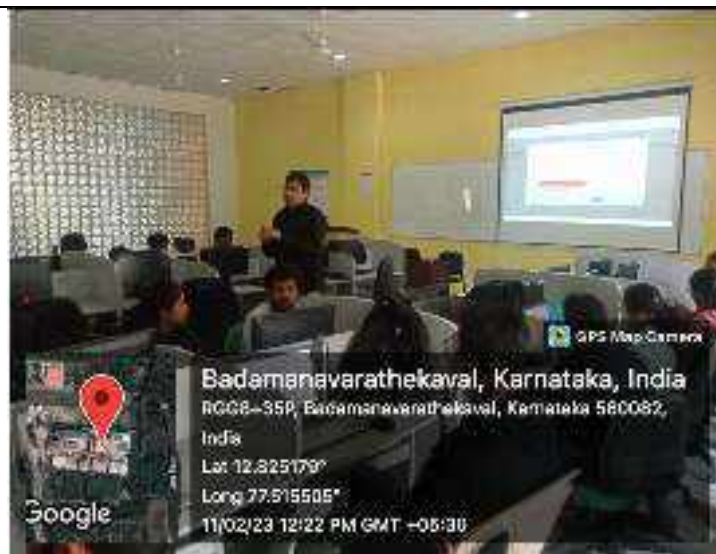 GPS Map Camera
Badamanavarathekaval, Karnataka, India
RGG8+35P, Badamanavarathekaval, Karnataka 560082,
India
Lat 12.825179°
Long 77.515505°
11/02/23 12:22 PM GMT +05:30
Google